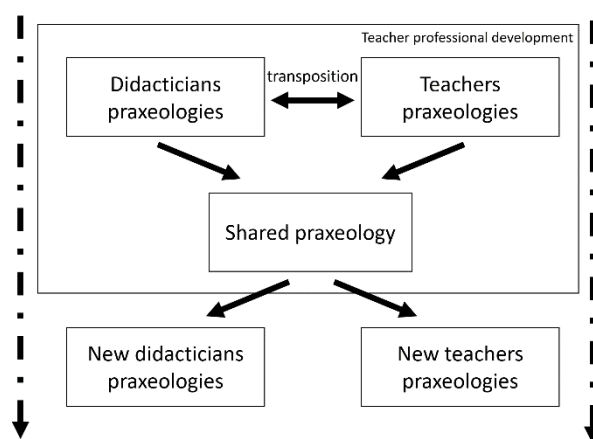 Teacher professional development
Didacticians
praxeologies
transposition
Teachers
praxeologies
Shared praxeology
New didacticians
praxeologies
New teachers
praxeologies